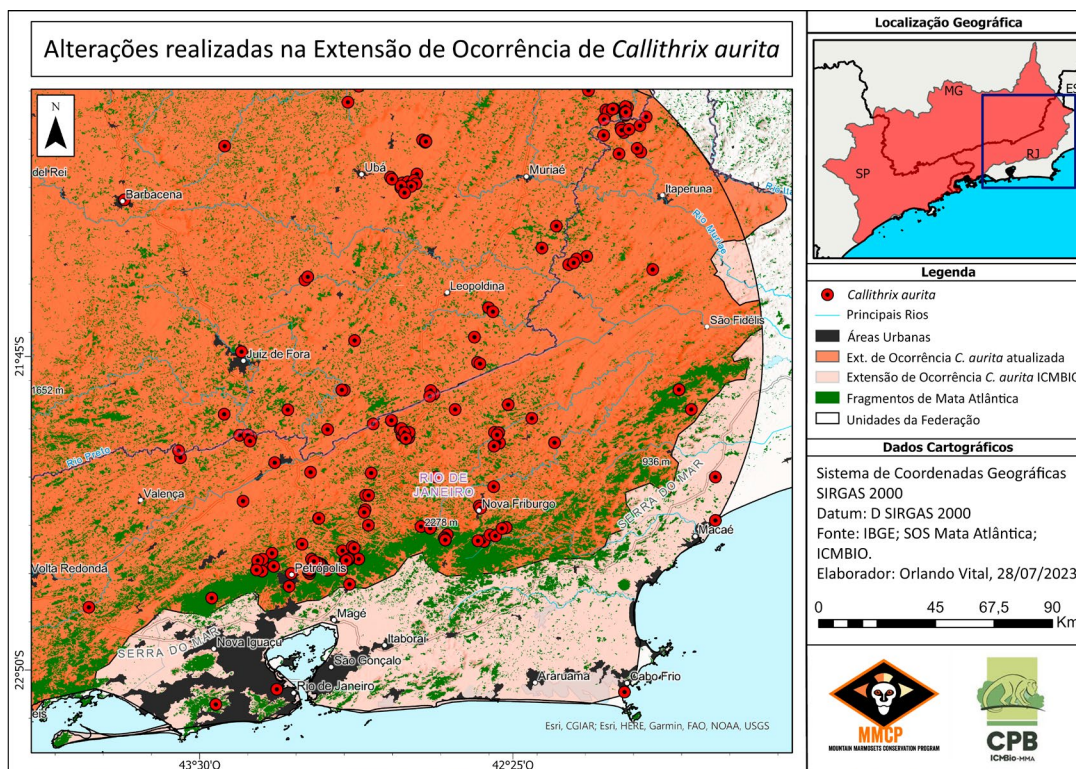 Alterações realizadas na Extensão de Ocorrência de Callithrix aurita
N
del Rei
Barbacena
Ubá
Muriaé
Itaperuna
Rio Muriaé
Leopoldina
São Fidélis
Juiz de Fora
1652 m
Rio Preto
Valença
RIO DE
JANEIRO
936 m
SERRA DO MAR
Nova Friburgo
2278 m
Macaé
Volta Redonda
Petrópolis
Magé
SERRA DO MAR
Nova Iguaçu
Itaboraí
São Gonçalo
Rio de Janeiro
Araruama
Cabo Frio
eis
Esri, CGIAR; Esri, HERE, Garmin, FAO, NOAA, USGS
21°45'S
22°50'S
43°30'O
42°25'O
Localização Geográfica
MG
ES
RJ
SP
Legenda
Callithrix aurita
Principais Rios
Áreas Urbanas
Ext. de Ocorrência C. aurita atualizada
Extensão de Ocorrência C. aurita ICMBIO
Fragmentos de Mata Atlântica
Unidades da Federação
Dados Cartográficos
Sistema de Coordenadas Geográficas
SIRGAS 2000
Datum: D SIRGAS 2000
Fonte: IBGE; SOS Mata Atlântica;
ICMBIO.
Elaborador: Orlando Vital, 28/07/2023
0 45 67,5 90
Km
MMCP
MOUNTAIN MARMOSETS CONSERVATION PROGRAM
CPB
ICMBio-MMA